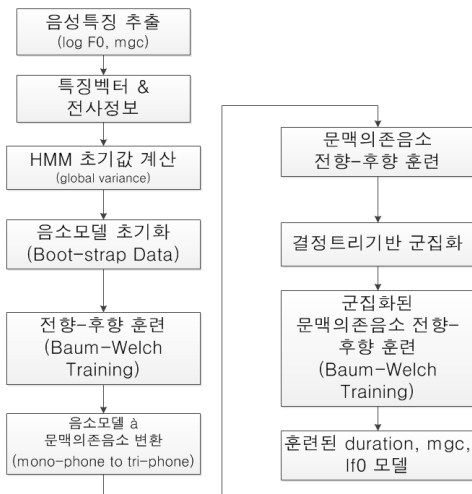 음성특징 추출
(log F0, mgc)
특징벡터 &
전사정보
HMM 초기값 계산
(global variance)
음소모델 초기화
(Boot-strap Data)
전향-후향 훈련
(Baum-Welch
Training)
음소모델 à
문맥의존음소 변환
(mono-phone to tri-phone)
문맥의존음소
전향-후향 훈련
결정트리기반 군집화
군집화된
문맥의존음소 전향-
후향 훈련
(Baum-Welch
Training)
훈련된 duration, mgc,
lf0 모델